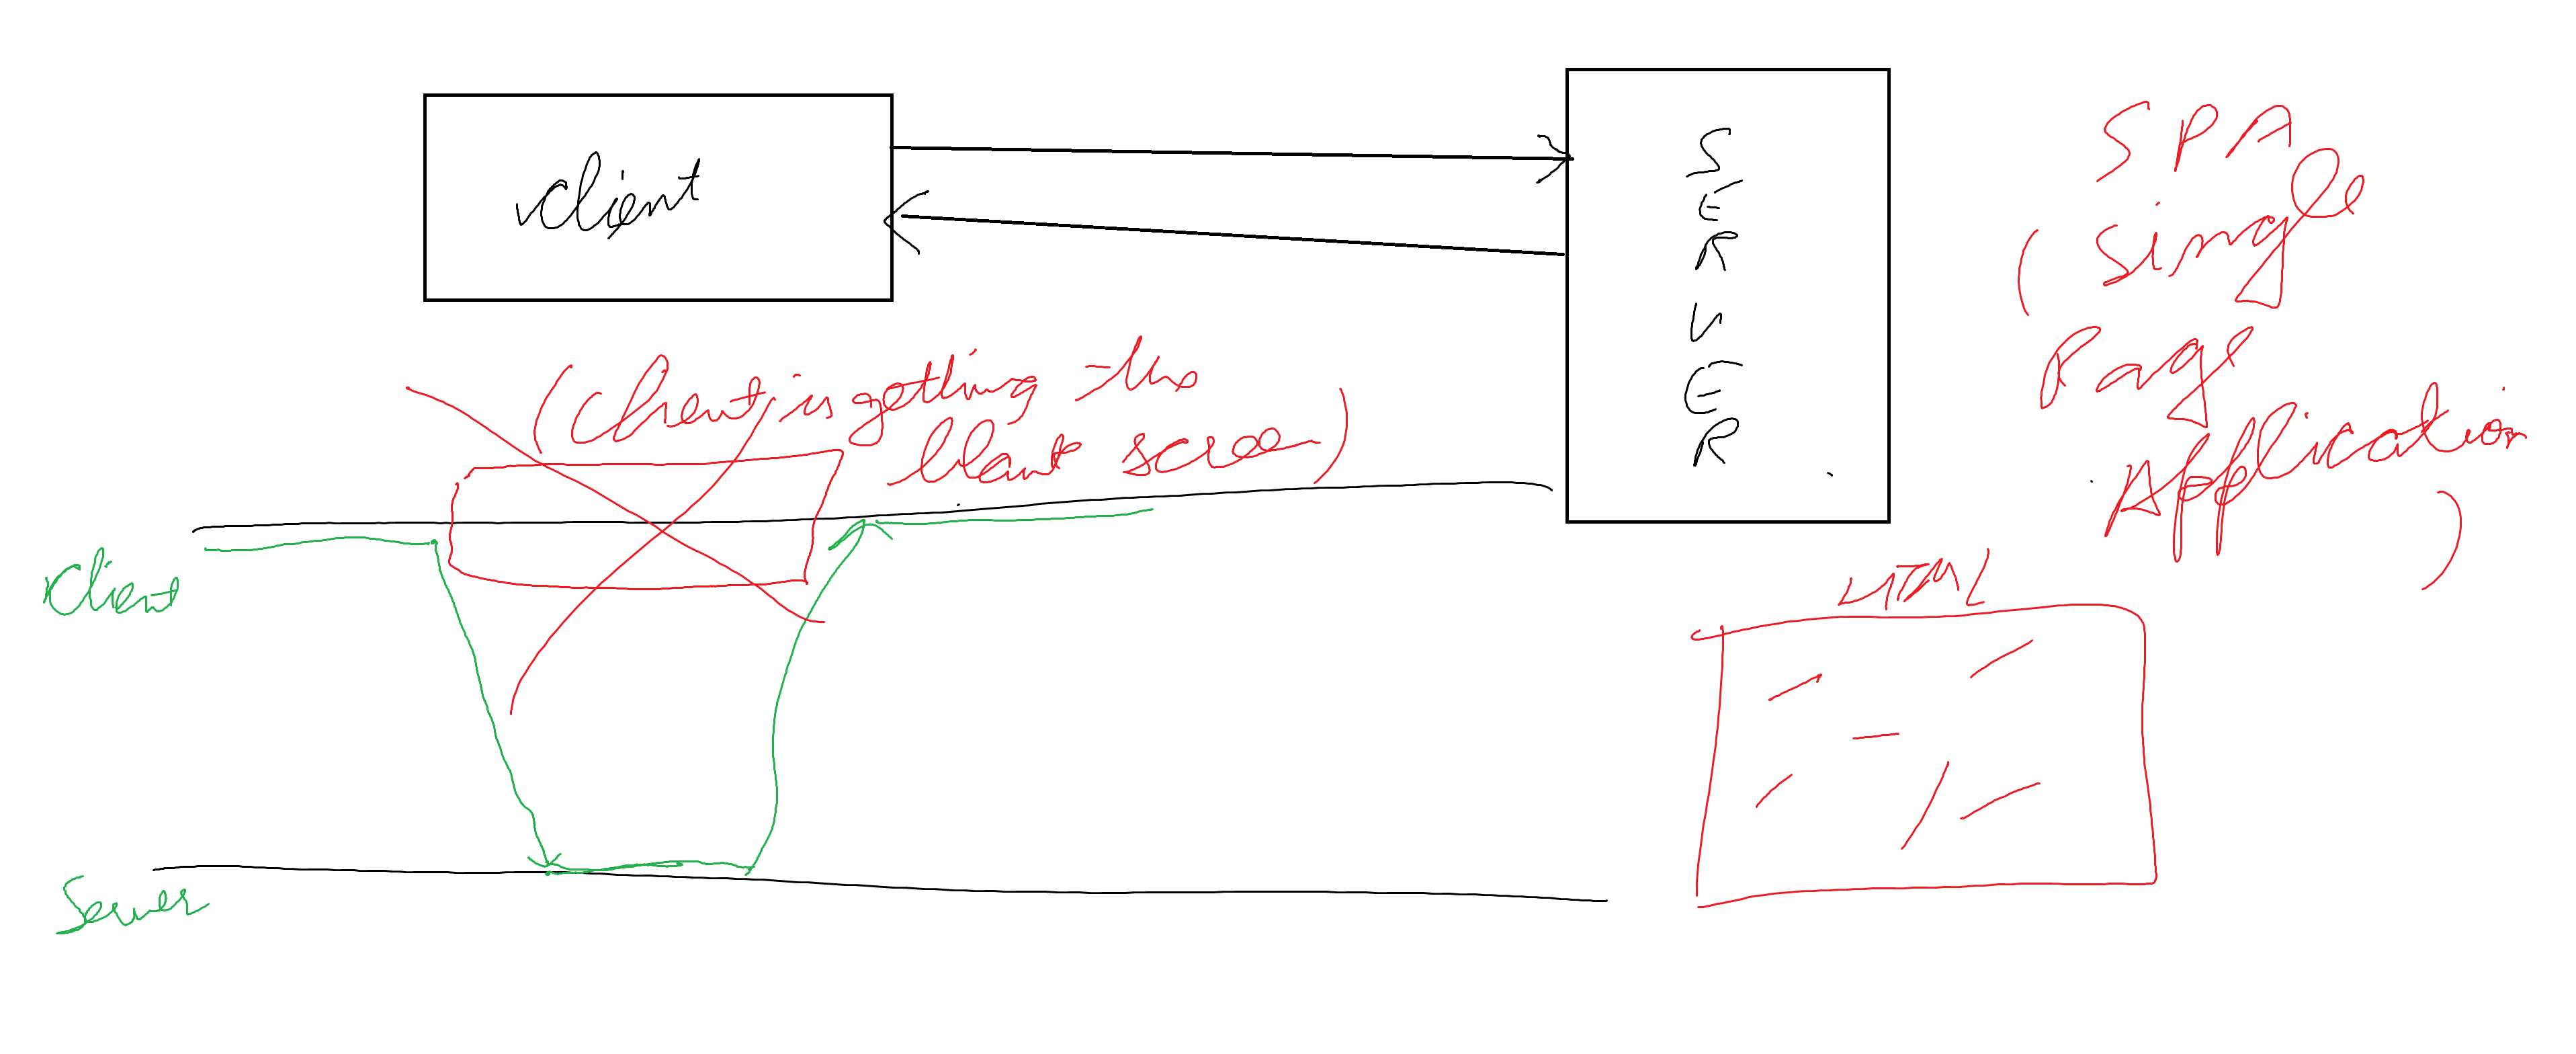 client
SERVER
SPA
(Single
Page
Application
)
(Client is getting the
blank screen)
Client
HTML
Server